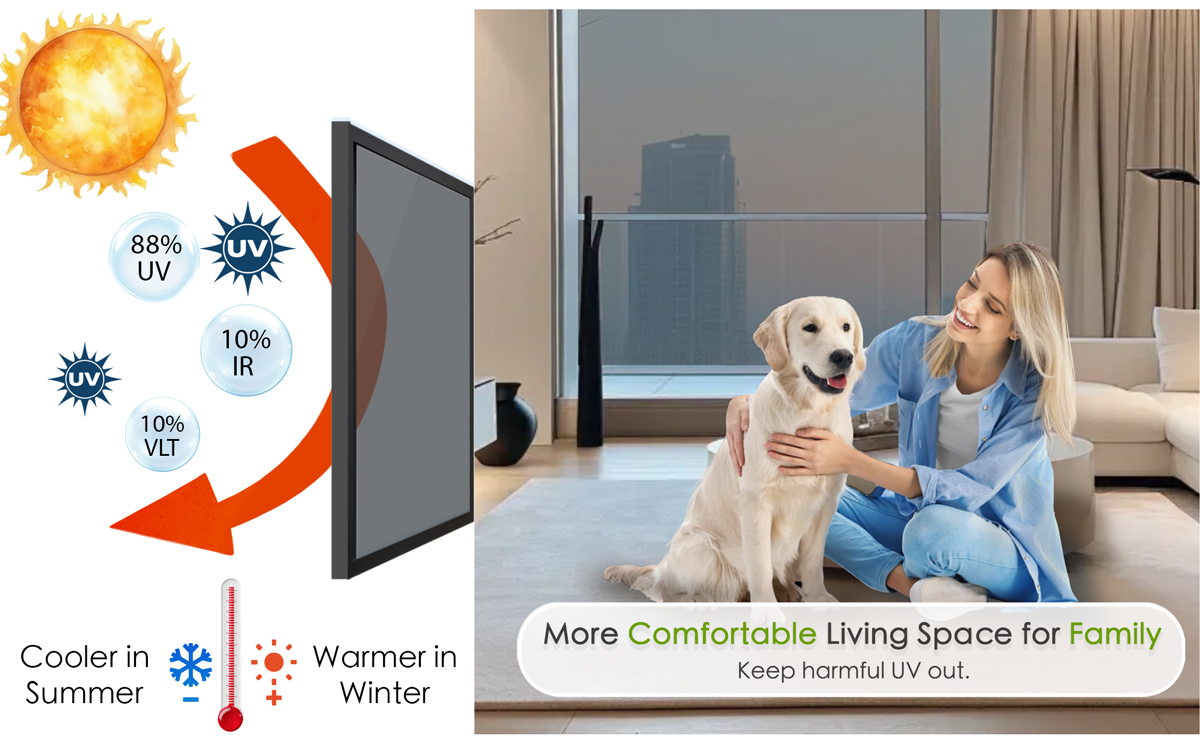 88%
UV
UV
10%
IR
UV
10%
VLT
Cooler in
Summer
Warmer in
Winter
More Comfortable Living Space for Family
Keep harmful UV out.